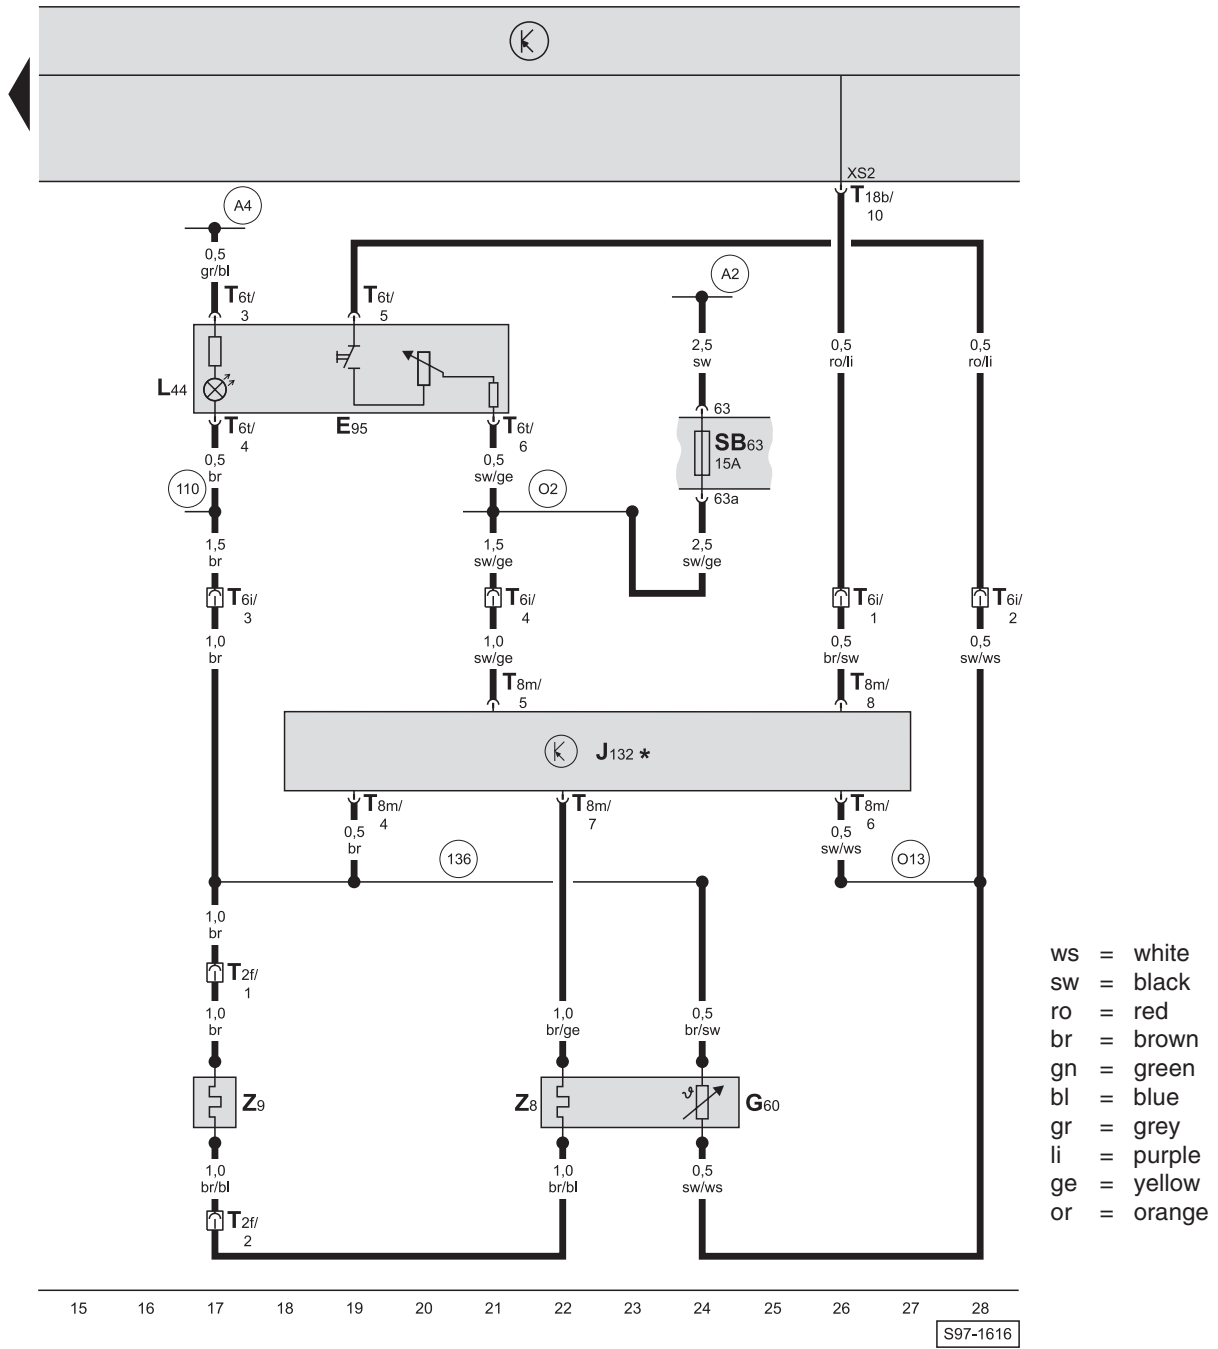 XS2
T18b/
10
A4
0,5
gr/bl
A2
T6t/
3
T6t/
5
2,5
sw
0,5
ro/li
0,5
ro/li
L44
E95
63
SB63
15A
63a
T6t/
4
T6t/
6
0,5
br
0,5
sw/ge
110
O2
1,5
br
1,5
sw/ge
2,5
sw/ge
T6i/
3
T6i/
4
T6i/
1
T6i/
2
1,0
br
1,0
sw/ge
0,5
br/sw
0,5
sw/ws
T8m/
5
T8m/
8
J132 *
T8m/
4
T8m/
7
T8m/
6
0,5
br
0,5
sw/ws
136
O13
1,0
br
T2f/
1
1,0
br
1,0
br/ge
0,5
br/sw
Z9
Z8
ϑ
G60
1,0
br/bl
1,0
br/bl
0,5
sw/ws
T2f/
2
ws = white
sw = black
ro = red
br = brown
gn = green
bl = blue
gr = grey
li = purple
ge = yellow
or = orange
15 16 17 18 19 20 21 22 23 24 25 26 27 28
S97-1616